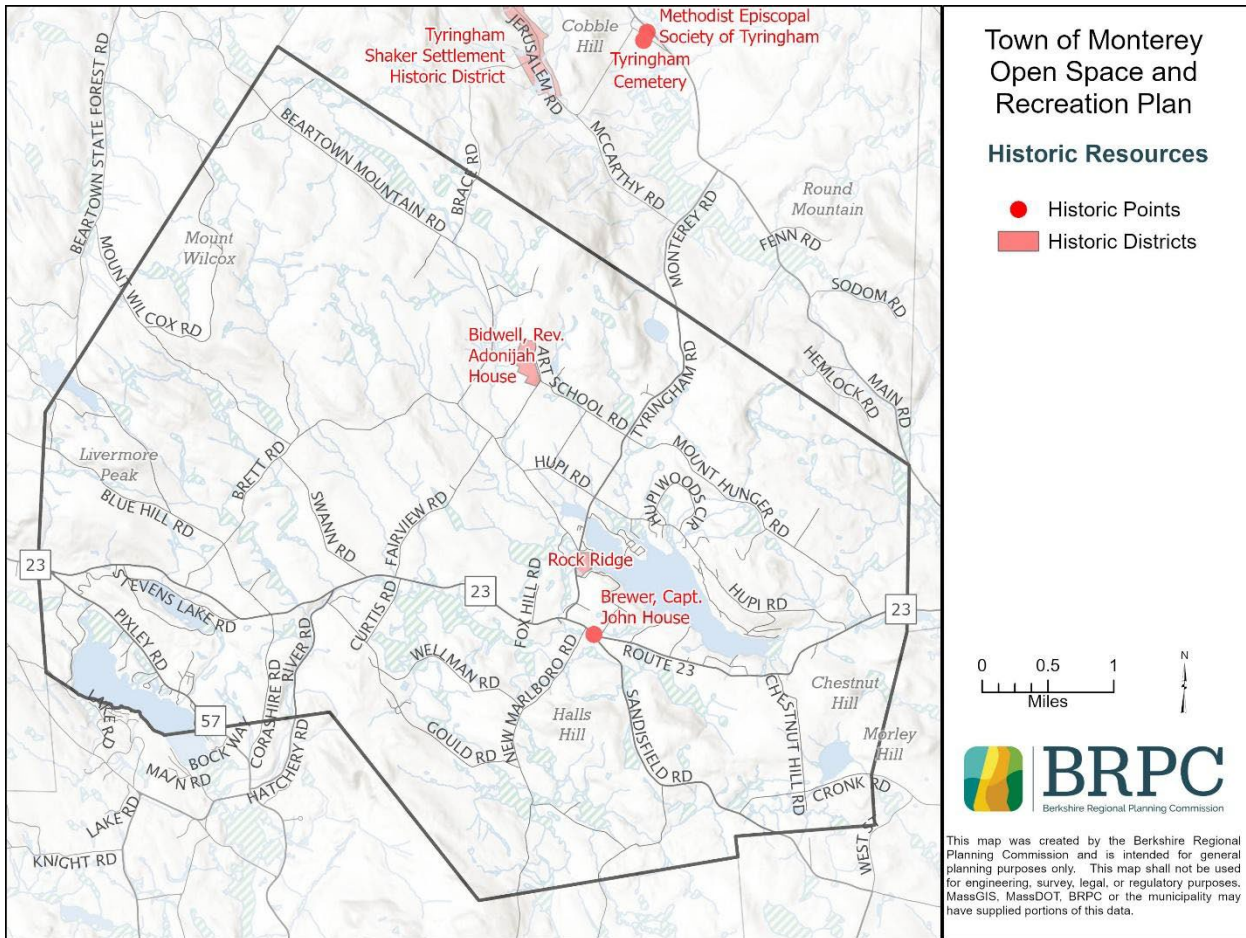 Town of Monterey
Open Space and
Recreation Plan
Historic Resources
Historic Points
Historic Districts
0 0.5 1
Miles
N
BRPC
Berkshire Regional Planning Commission
This map was created by the Berkshire Regional
Planning Commission and is intended for general
planning purposes only. This map shall not be used
for engineering, survey, legal, or regulatory purposes.
MassGIS, MassDOT, BRPC or the municipality may
have supplied portions of this data.
Methodist Episcopal
Society of Tyringham
Tyringham
Cemetery
Tyringham
Shaker Settlement
Historic District
Cobble
Hill
JERUSALEM RD
BEARTOWN STATE FOREST RD
BEARTOWN MOUNTAIN RD
BRACE RD
MCCARTHY RD
MONTEREY RD
Round
Mountain
FENN RD
SODOM RD
Mount
Wilcox
MOUNT WILCOX RD
Bidwell, Rev.
Adonijah
House
ART SCHOOL RD
TYRINGHAM RD
HEMLOCK RD
MAIN RD
Livermore
Peak
BRETT RD
BLUE HILL RD
SWANN RD
FAIRVIEW RD
HUPI RD
HUPI WOODS CIR
MOUNT HUNGER RD
23
STEVENS LAKE RD
PIXLEY RD
23
FOX HILL RD
Rock Ridge
Brewer, Capt.
John House
HUPI RD
23
CURTIS RD
RIVER RD
CORASHIRE RD
WELLMAN RD
NEW MARLBORO RD
ROUTE 23
SANDISFIELD RD
CHESTNUT HILL RD
Chestnut
Hill
Morley
Hill
LAKE RD
57
BOCK WAY
MAIN RD
HATCHERY RD
GOULD RD
Halls
Hill
CRONK RD
LAKE RD
KNIGHT RD
WEST ST